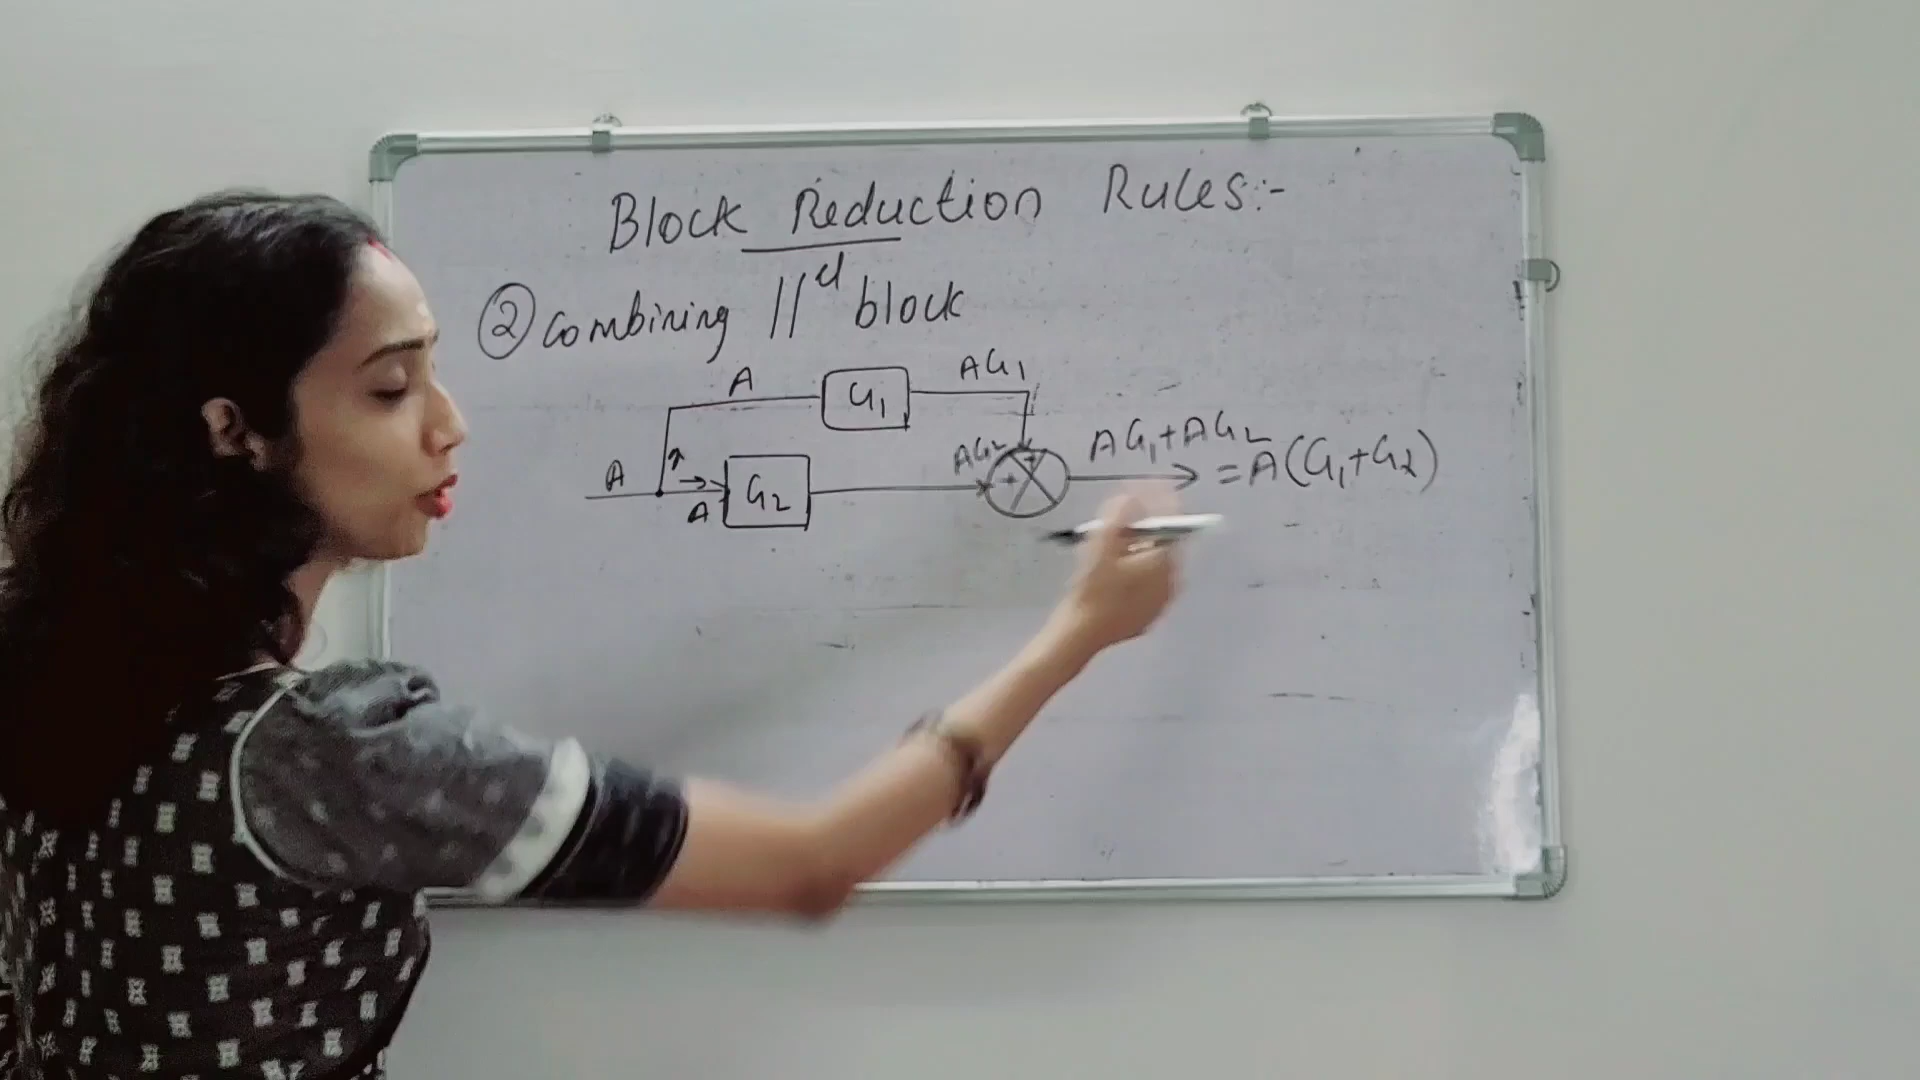 Block Reduction Rules:-
② combining ||el block
A G1 AG1
AG2 AG1+AG2
A G2 + + =A(G1+G2)
A